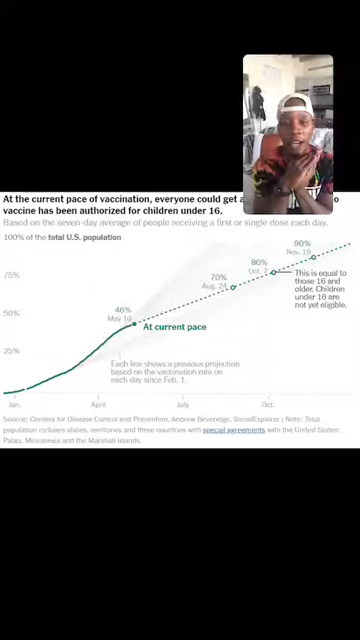 At the current pace of vaccination, everyone could get a
vaccine has been authorized for children under 16.
Based on the seven-day average of people receiving a first or single dose each day.
100% of the total U.S. population
90%
Nov. 19
80%
Oct. 7
70%
Aug. 24
75%
This is equal to
those 16 and
older. Children
under 16 are
not yet eligible.
46%
May 10
50%
At current pace
25%
Each line shows a previous projection
based on the vaccination rate on
each day since Feb. 1.
Jan.
April
July
Oct.
Source: Centers for Disease Control and Prevention, Andrew Beveridge, SocialExplorer | Note: Total
population includes states, territories and three countries with special agreements with the United States:
Palau, Micronesia and the Marshall Islands.